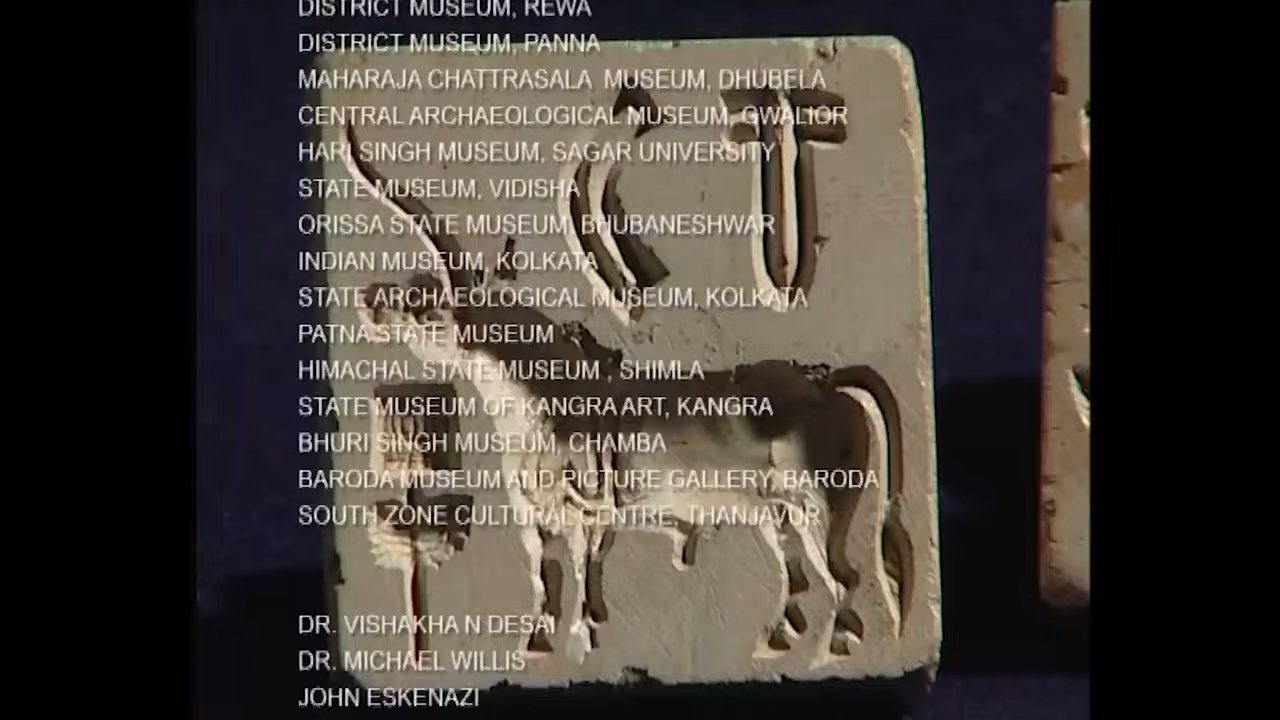 DISTRICT MUSEUM, REWA
DISTRICT MUSEUM, PANNA
MAHARAJA CHATTRASALA MUSEUM, DHUBELA
CENTRAL ARCHAEOLOGICAL MUSEUM, GWALIOR
HARI SINGH MUSEUM, SAGAR UNIVERSITY
STATE MUSEUM, VIDISHA
ORISSA STATE MUSEUM, BHUBANESHWAR
INDIAN MUSEUM, KOLKATA
STATE ARCHAEOLOGICAL MUSEUM, KOLKATA
PATNA STATE MUSEUM
HIMACHAL STATE MUSEUM , SHIMLA
STATE MUSEUM OF KANGRA ART, KANGRA
BHURI SINGH MUSEUM, CHAMBA
BARODA MUSEUM AND PICTURE GALLERY, BARODA
SOUTH ZONE CULTURAL CENTRE, THANJAVUR
DR. VISHAKHA N DESAI
DR. MICHAEL WILLIS
JOHN ESKENAZI